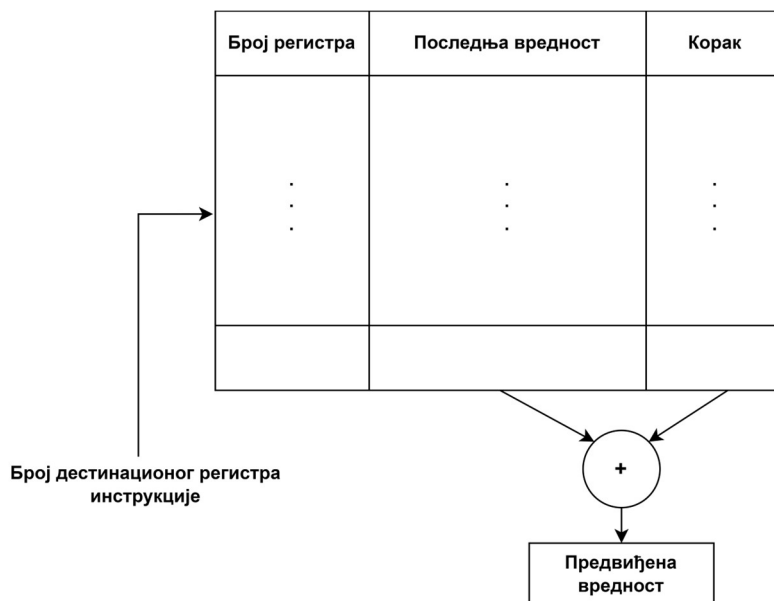 Број регистра
Последња вредност
Корак
Број дестинационог регистра
инструкције
+
Предвиђена
вредност